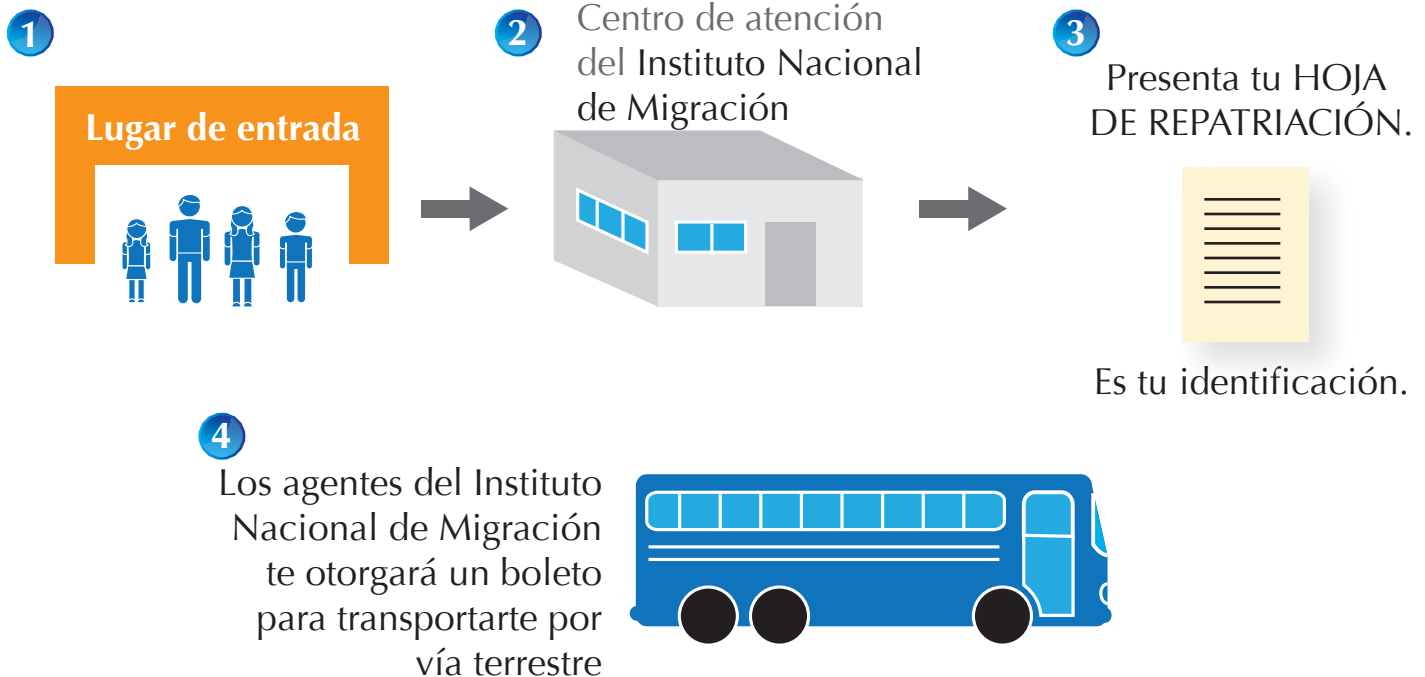 1
Lugar de entrada
2
Centro de atención
del Instituto Nacional
de Migración
3
Presenta tu HOJA
DE REPATRIACIÓN.
Es tu identificación.
4
Los agentes del Instituto
Nacional de Migración
te otorgará un boleto
para transportarte por
vía terrestre